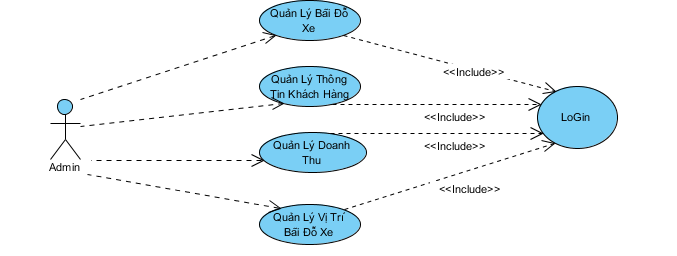 Quản Lý Bãi Đỗ
Xe
<<Include>>
Quản Lý Thông
Tin Khách Hàng
<<Include>>
LoGin
Quản Lý Doanh
Thu
<<Include>>
Admin
<<Include>>
Quản Lý Vị Trí
Bãi Đỗ Xe